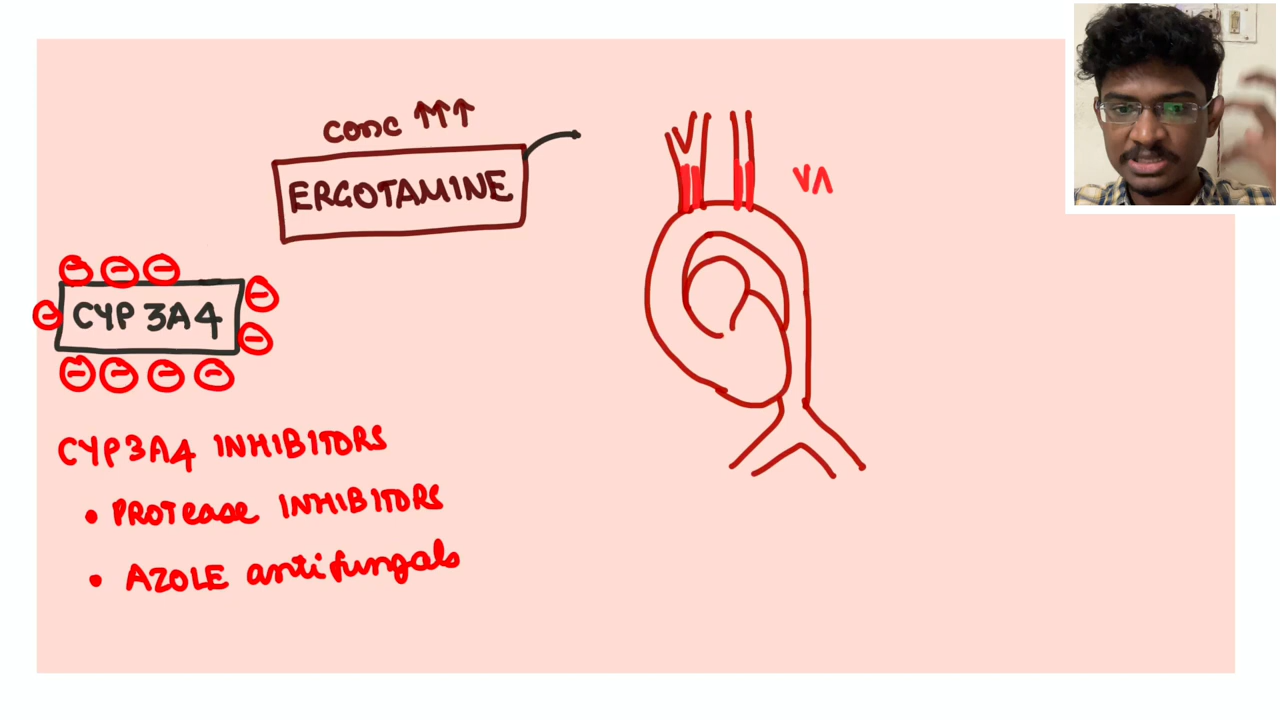 conc ↑↑↑
ERGOTAMINE
VA
CYP 3A4
CYP3A4 INHIBITORS
• PROTease INHIBITORS
• AZOLE antifungals